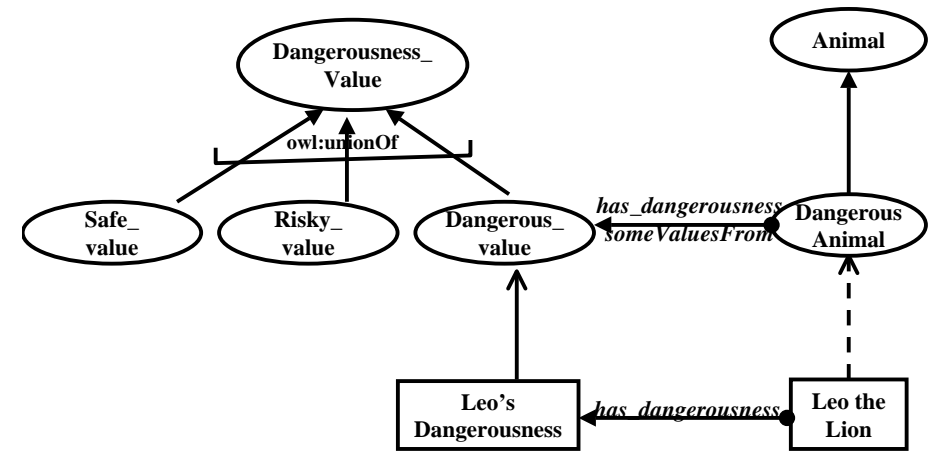 Dangerousness_
Value
Animal
owl:unionOf
Safe_
value
Risky_
value
Dangerous_
value
has_dangerousness
someValuesFrom
Dangerous
Animal
Leo's
Dangerousness
has_dangerousness
Leo the
Lion